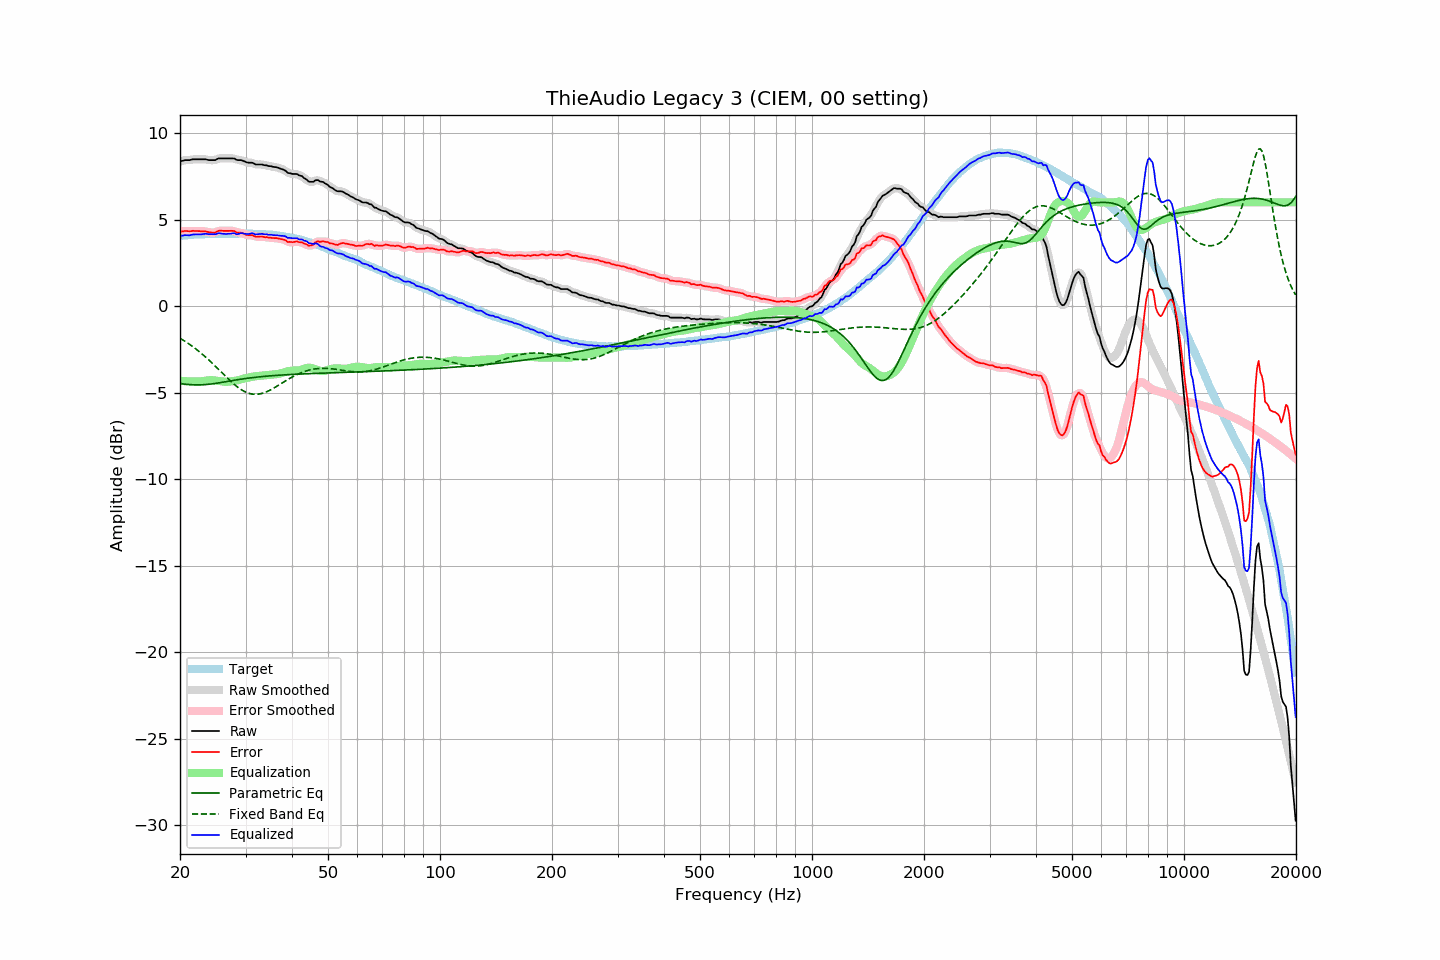 ThieAudio Legacy 3 (CIEM, 00 setting)
10
5
0
−5
−10
−15
−20
−25
−30
Amplitude (dBr)
Target
Raw Smoothed
Error Smoothed
Raw
Error
Equalization
Parametric Eq
Fixed Band Eq
Equalized
20 50 100 200 500 1000 2000 5000 10000 20000
Frequency (Hz)